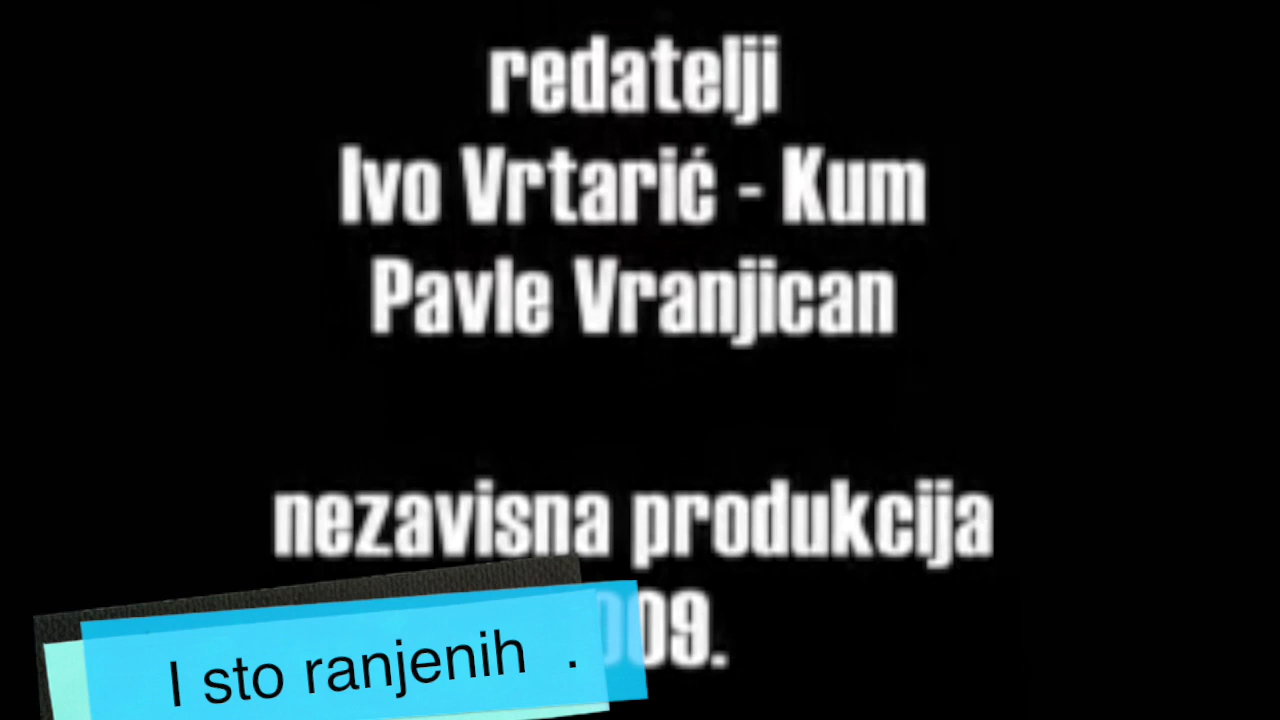 redatelji
Ivo Vrtarić - Kum
Pavle Vranjican
nezavisna produkcija
009.
I sto ranjenih .